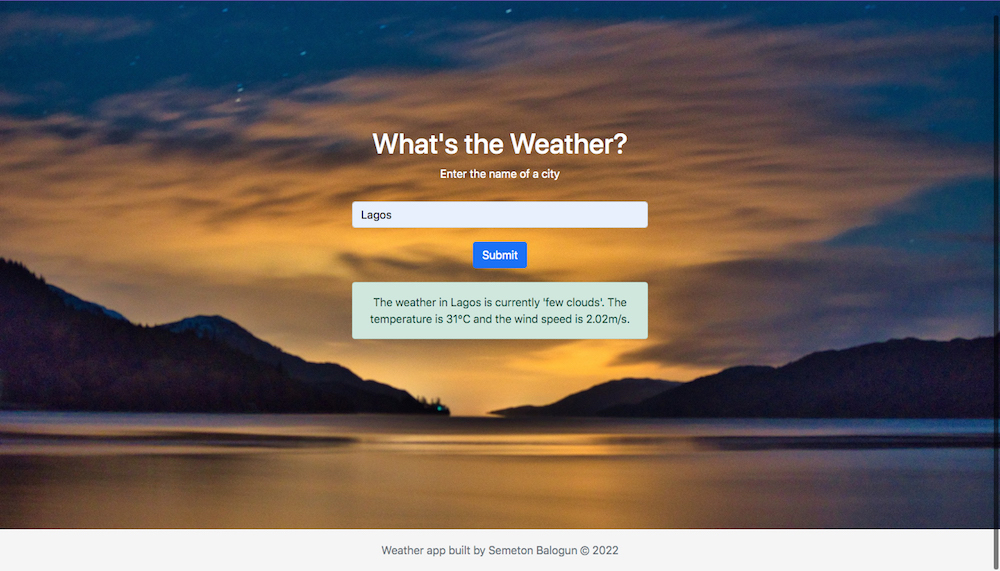 What's the Weather?
Enter the name of a city
Lagos
Submit
The weather in Lagos is currently 'few clouds'. The
temperature is 31°C and the wind speed is 2.02m/s.
Weather app built by Semeton Balogun © 2022